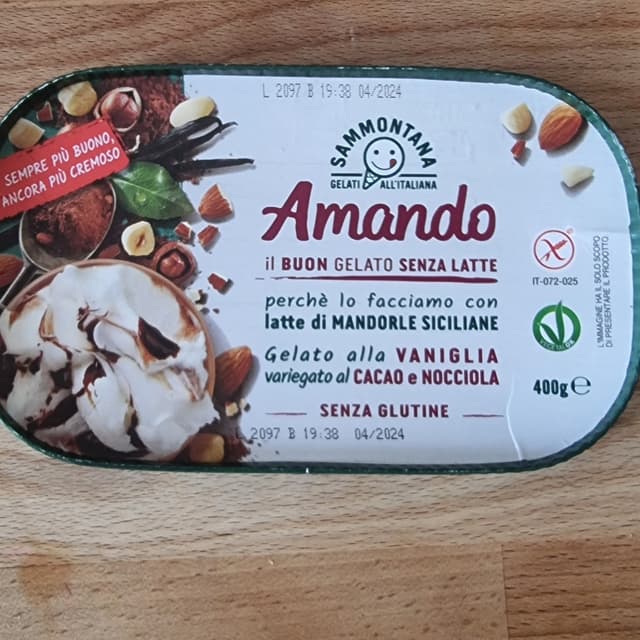 L 2097 B 19:38 04/2024
SEMPRE PIÙ BUONO,
ANCORA PIÙ CREMOSO
SAMMONTANA
GELATI ALL'ITALIANA
Amando
il BUON GELATO SENZA LATTE
perchè lo facciamo con
latte di MANDORLE SICILIANE
Gelato alla VANIGLIA
variegato al CACAO e NOCCIOLA
SENZA GLUTINE
L 2097 B 19:38 04/2024
IT-072-025
400g e
L'IMMAGINE HA IL SOLO SCOPO
DI PRESENTARE IL PRODOTTO